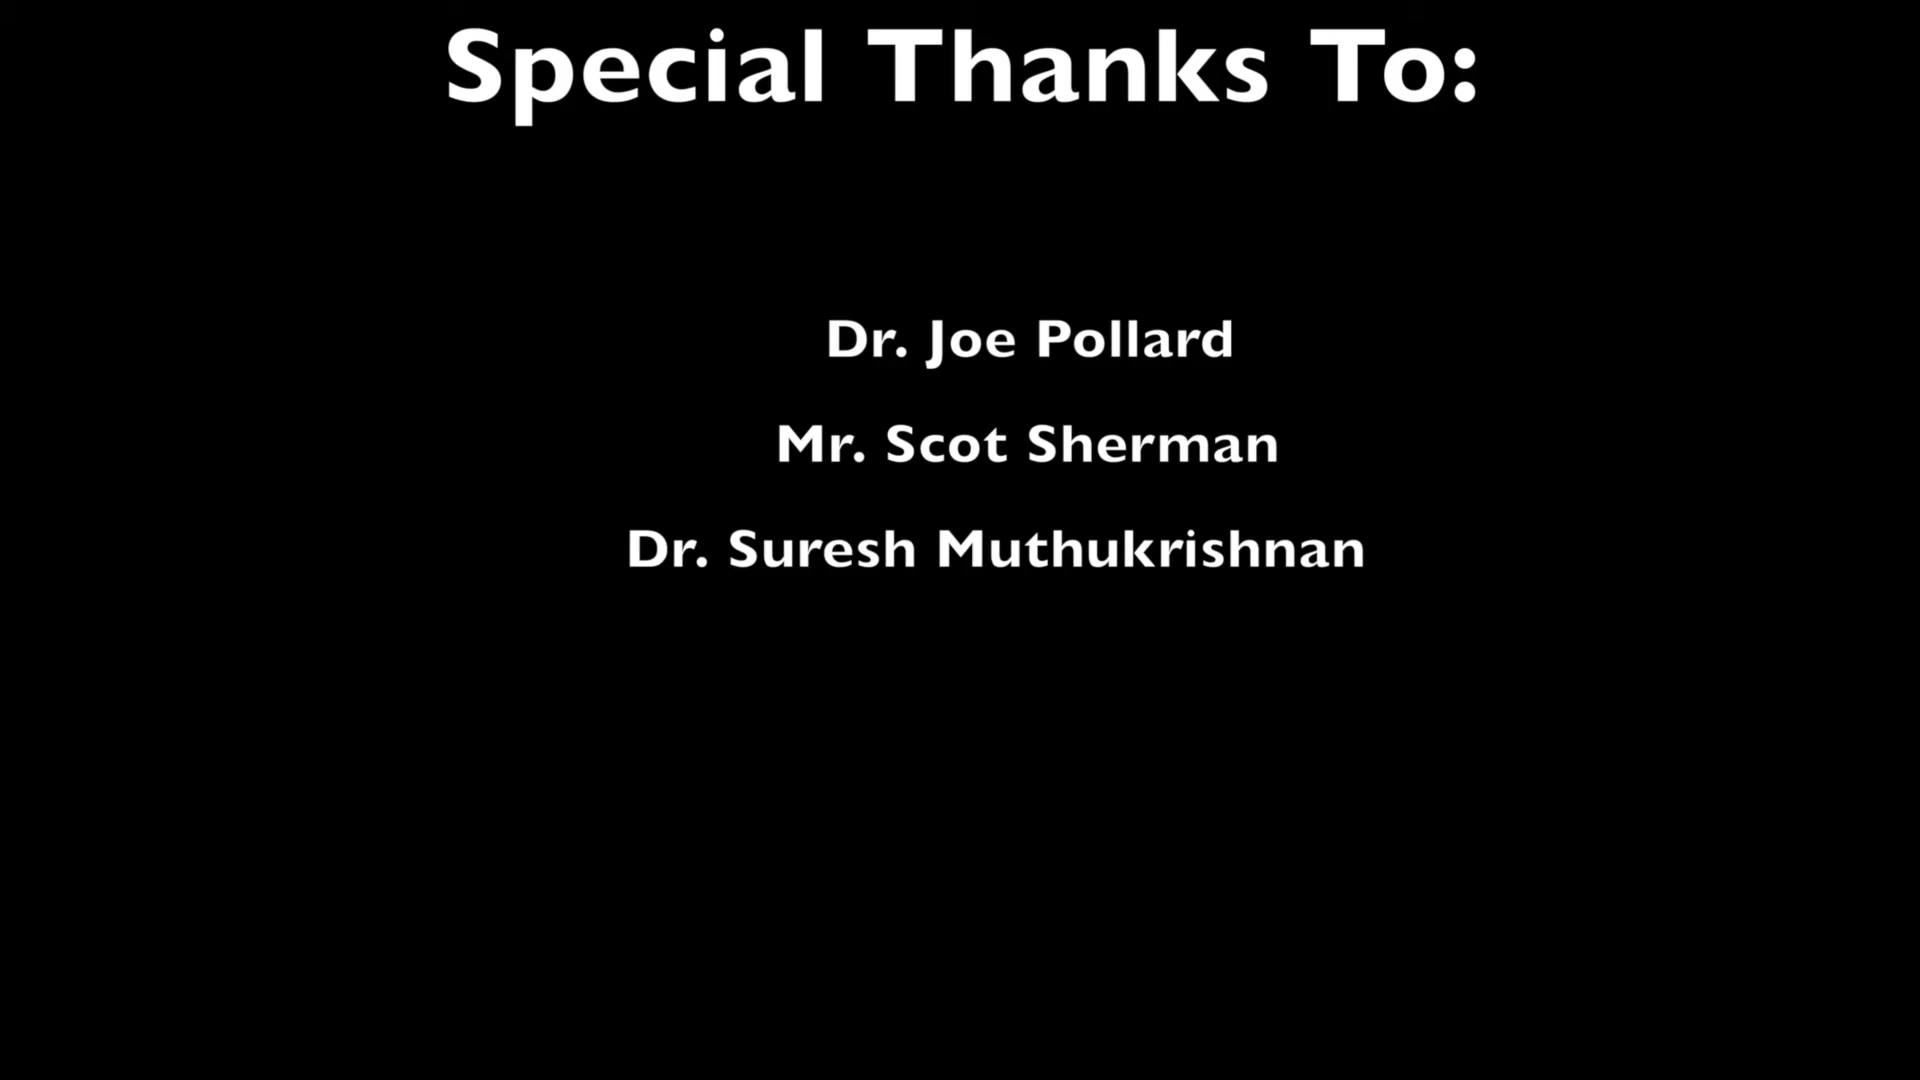 Special Thanks To:
Dr. Joe Pollard
Mr. Scot Sherman
Dr. Suresh Muthukrishnan